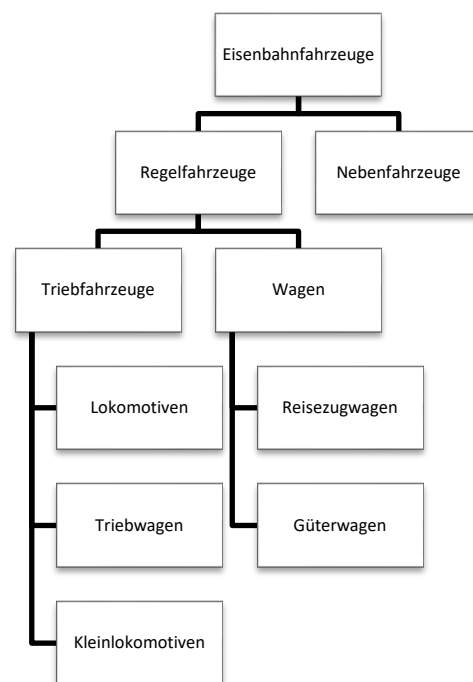 Eisenbahnfahrzeuge
Regelfahrzeuge
Nebenfahrzeuge
Triebfahrzeuge
Wagen
Lokomotiven
Reisezugwagen
Triebwagen
Güterwagen
Kleinlokomotiven